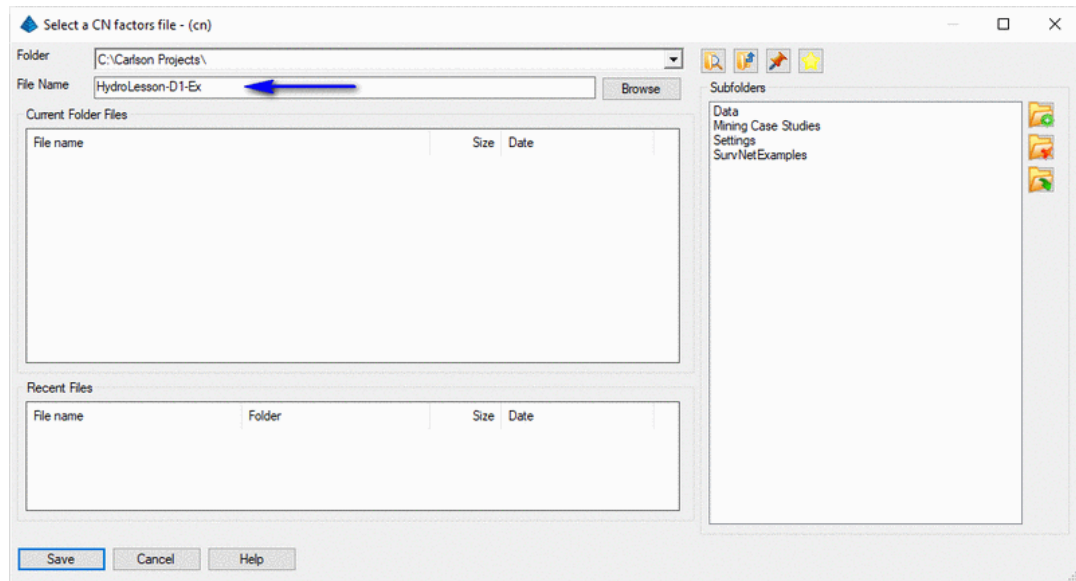 Select a CN factors file - (cn)
Folder
C:\Carlson Projects\
File Name
HydroLesson-D1-Ex
Browse
Current Folder Files
File name Size Date
Recent Files
File name Folder Size Date
Subfolders
Data
Mining Case Studies
Settings
SurvNetExamples
Save Cancel Help